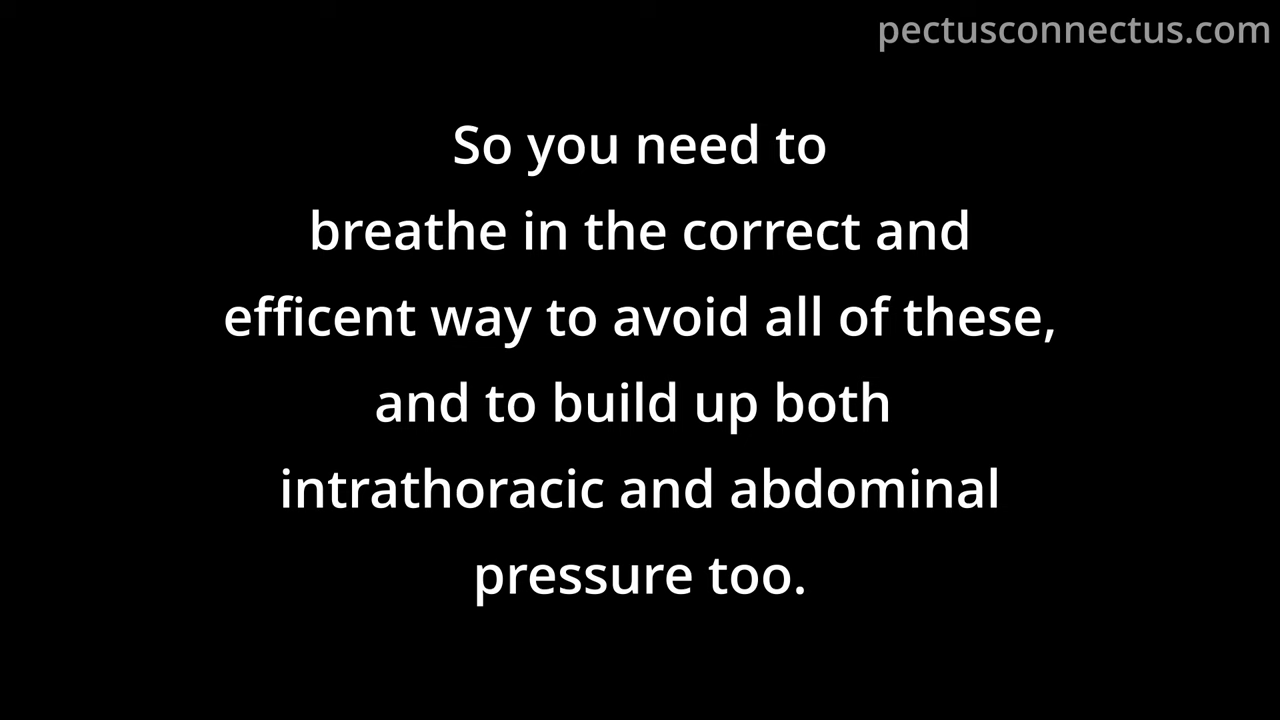 pectusconnectus.com
So you need to
breathe in the correct and
efficent way to avoid all of these,
and to build up both
intrathoracic and abdominal
pressure too.